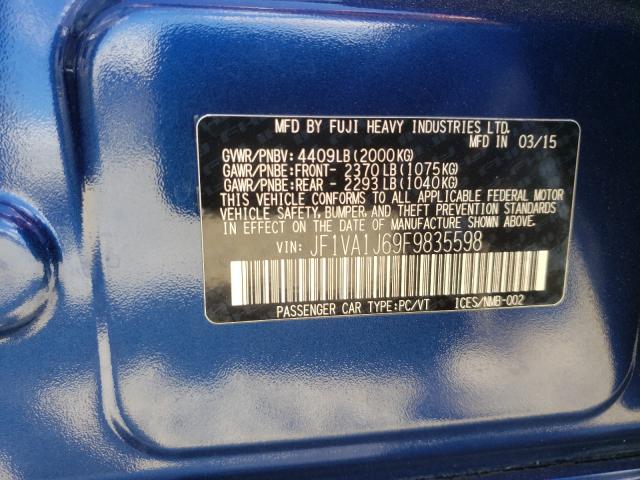 MFD BY FUJI HEAVY INDUSTRIES LTD.
MFD IN 03/15
GVWR/PNBV: 4409LB(2000KG)
GAWR/PNBE:FRONT- 2370LB(1075KG)
GAWR/PNBE:REAR - 2293LB(1040KG)
THIS VEHICLE CONFORMS TO ALL APPLICABLE FEDERAL MOTOR
VEHICLE SAFETY, BUMPER, AND THEFT PREVENTION STANDARDS
IN EFFECT ON THE DATE OF MANUFACTURE SHOWN ABOVE.
VIN: JF1VA1J69F9835598
PASSENGER CAR TYPE:PC/VT ICES/NMB-002